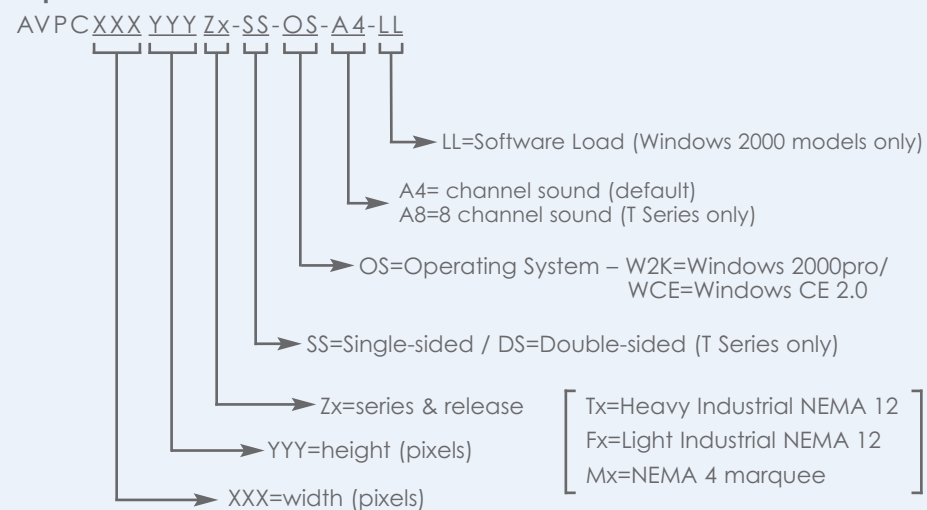 AVPCXXXYYYZx-SS-OS-A4-LL
LL=Software Load (Windows 2000 models only)
A4= channel sound (default)
A8=8 channel sound (T Series only)
OS=Operating System – W2K=Windows 2000pro/
WCE=Windows CE 2.0
SS=Single-sided / DS=Double-sided (T Series only)
Zx=series & release
Tx=Heavy Industrial NEMA 12
Fx=Light Industrial NEMA 12
Mx=NEMA 4 marquee
YYY=height (pixels)
XXX=width (pixels)